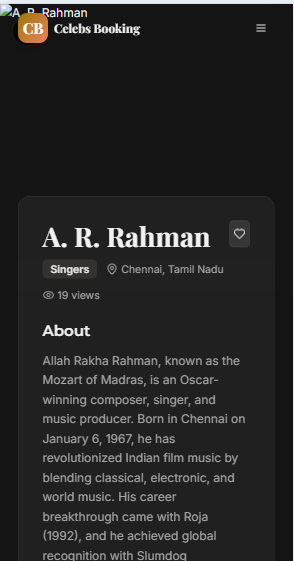 A. R. Rahman
CB Celebs Booking
A. R. Rahman
Singers Chennai, Tamil Nadu
19 views
About
Allah Rakha Rahman, known as the
Mozart of Madras, is an Oscar-
winning composer, singer, and
music producer. Born in Chennai on
January 6, 1967, he has
revolutionized Indian film music by
blending classical, electronic, and
world music. His career
breakthrough came with Roja
(1992), and he achieved global
recognition with Slumdog